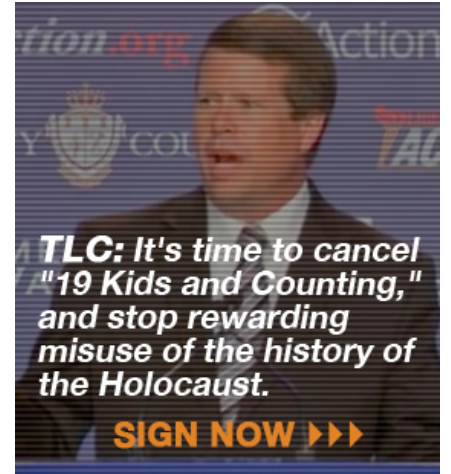 tion.org
Action
Y
COU
AC
TLC: It's time to cancel
"19 Kids and Counting,"
and stop rewarding
misuse of the history of
the Holocaust.
SIGN NOW